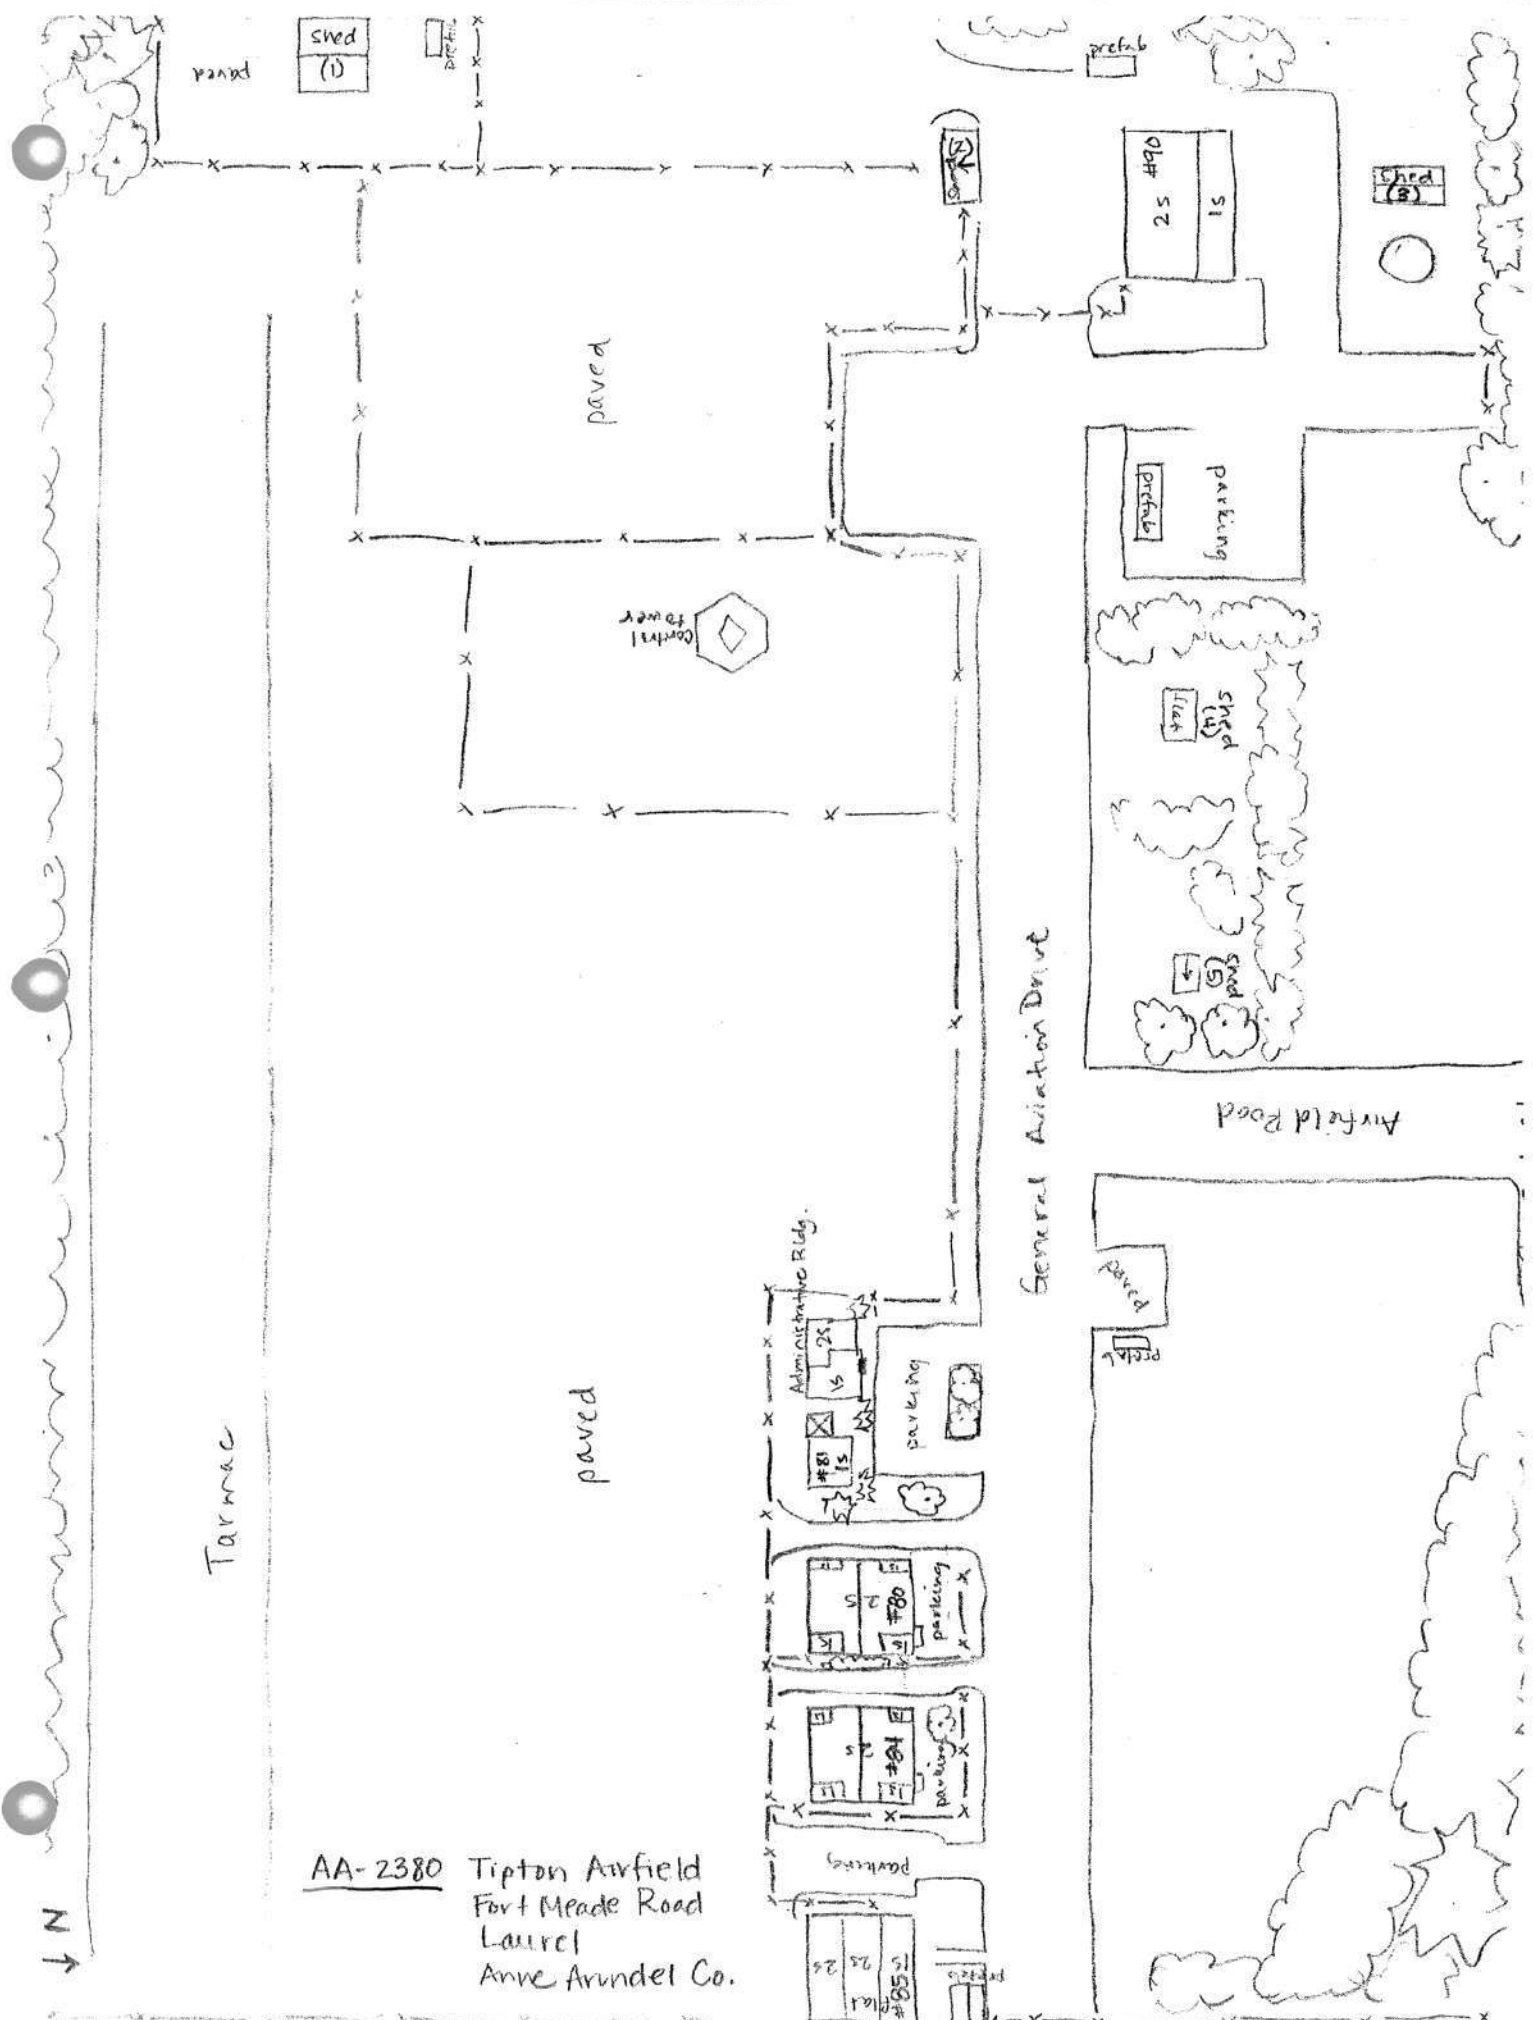 shed
(1)
paved
prefab
prefab
(2)
#90
2S
1S
shed
(3)
paved
prefab
parking
control
tower
flat
shed
(4)
shed
(5)
General Aviation Drive
Airfield Road
paved
prefab
Administrative Bldg.
2S
1S
parking
#81
1S
Tarmac
paved
2S
#80
parking
2S
#84
parking
parking
AA-2380 Tipton Airfield
Fort Meade Road
Laurel
Anne Arundel Co.
N
2S
2S
flat
#85
prefab